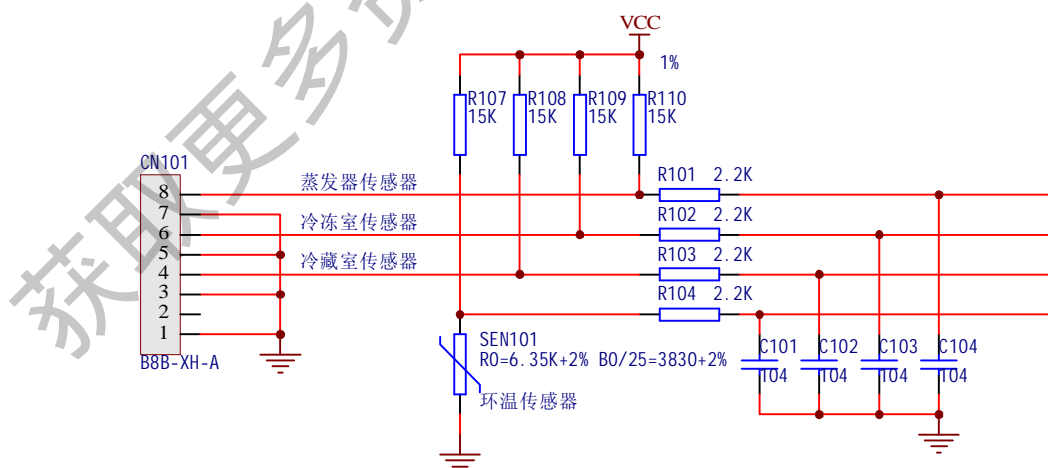 获取更多
VCC
1%
R107 R108 R109 R110
15K 15K 15K 15K
CN101
8 蒸发器传感器 R101 2.2K
7
6 冷冻室传感器 R102 2.2K
5
4 冷藏室传感器 R103 2.2K
3
2 R104 2.2K
1
B8B-XH-A
SEN101
RO=6.35K+2% BO/25=3830+2%
环温传感器
C101 C102 C103 C104
104 104 104 104